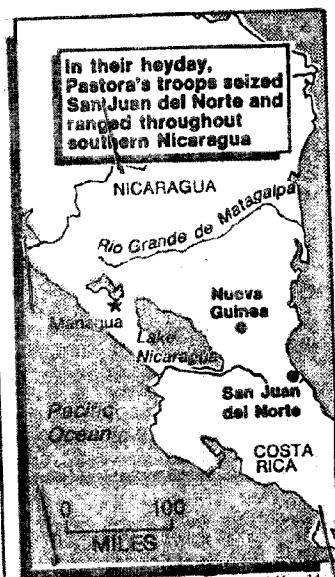 In their heyday,
Pastora's troops seized
San Juan del Norte and
ranged throughout
southern Nicaragua
NICARAGUA
Rio Grande de Matagalpa
Managua
Nueva
Guinea
Lake
Nicaragua
San Juan
del Norte
Pacific
Ocean
COSTA
RICA
0 100
MILES